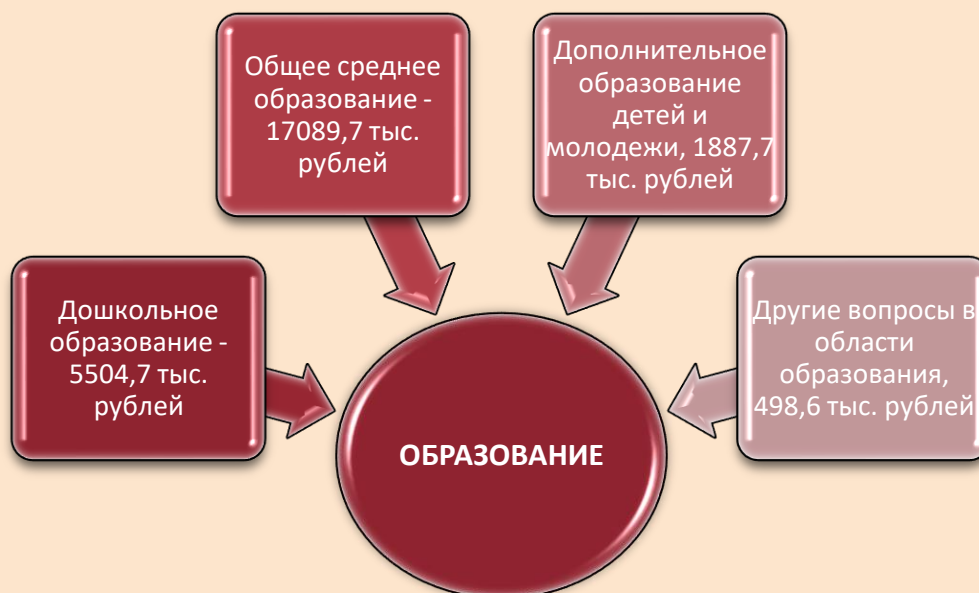 Общее среднее
образование -
17089,7 тыс.
рублей
Дополнительное
образование
детей и
молодежи, 1887,7
тыс. рублей
Дошкольное
образование -
5504,7 тыс.
рублей
Другие вопросы в
области
образования,
498,6 тыс. рублей
ОБРАЗОВАНИЕ